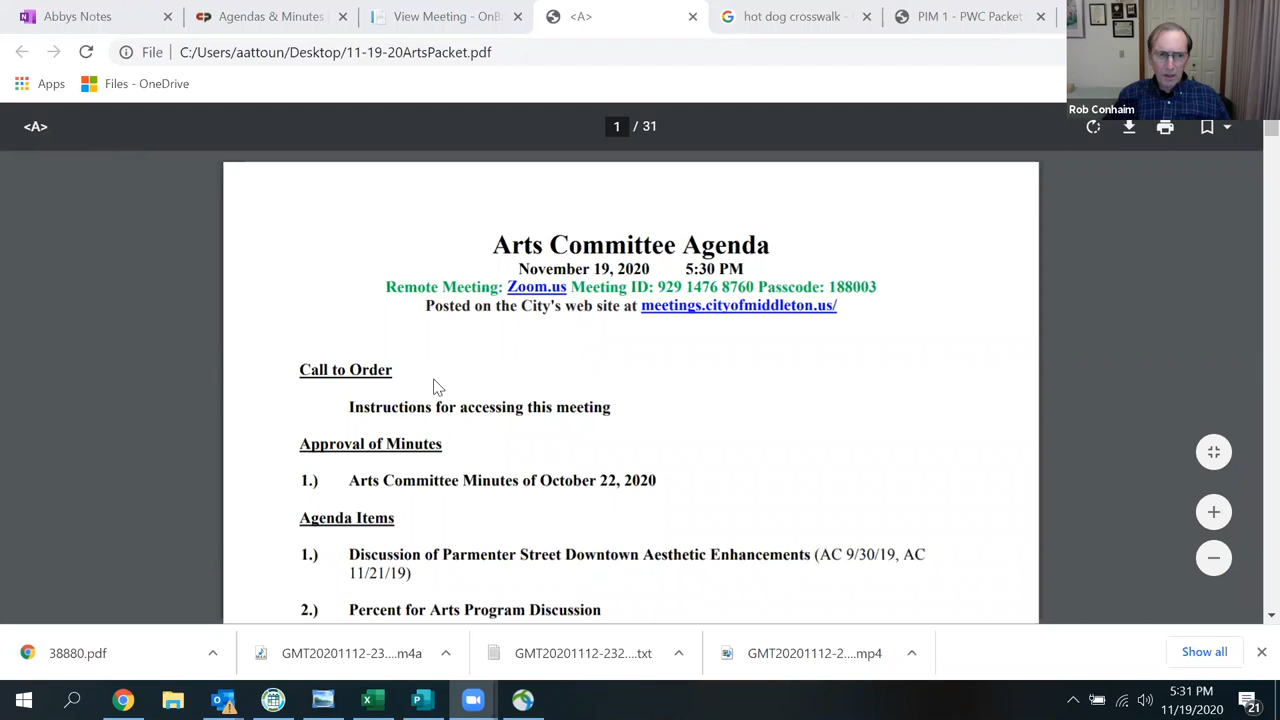 Abbys Notes
Agendas & Minutes
View Meeting - OnB
<A>
hot dog crosswalk -
PIM 1 - PWC Packet
File C:/Users/aattoun/Desktop/11-19-20ArtsPacket.pdf
Apps
Files - OneDrive
Rob Conhaim
<A>
1 / 31
Arts Committee Agenda
November 19, 2020 5:30 PM
Remote Meeting: Zoom.us Meeting ID: 929 1476 8760 Passcode: 188003
Posted on the City's web site at meetings.cityofmiddleton.us/
Call to Order
Instructions for accessing this meeting
Approval of Minutes
1.) Arts Committee Minutes of October 22, 2020
Agenda Items
1.) Discussion of Parmenter Street Downtown Aesthetic Enhancements (AC 9/30/19, AC
11/21/19)
2.) Percent for Arts Program Discussion
38880.pdf
GMT20201112-23....m4a
GMT20201112-232....txt
GMT20201112-2....mp4
Show all
5:31 PM
11/19/2020
21